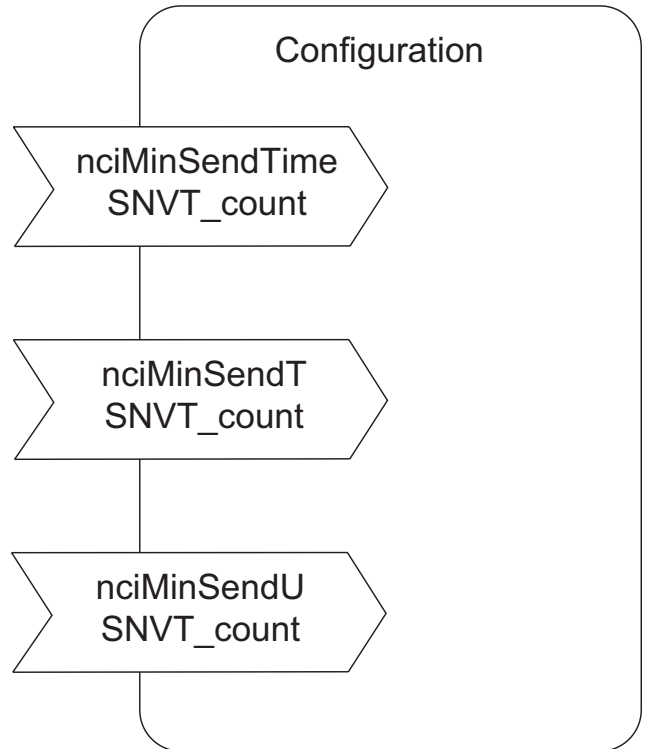 Configuration
nciMinSendTime
SNVT_count
nciMinSendT
SNVT_count
nciMinSendU
SNVT_count